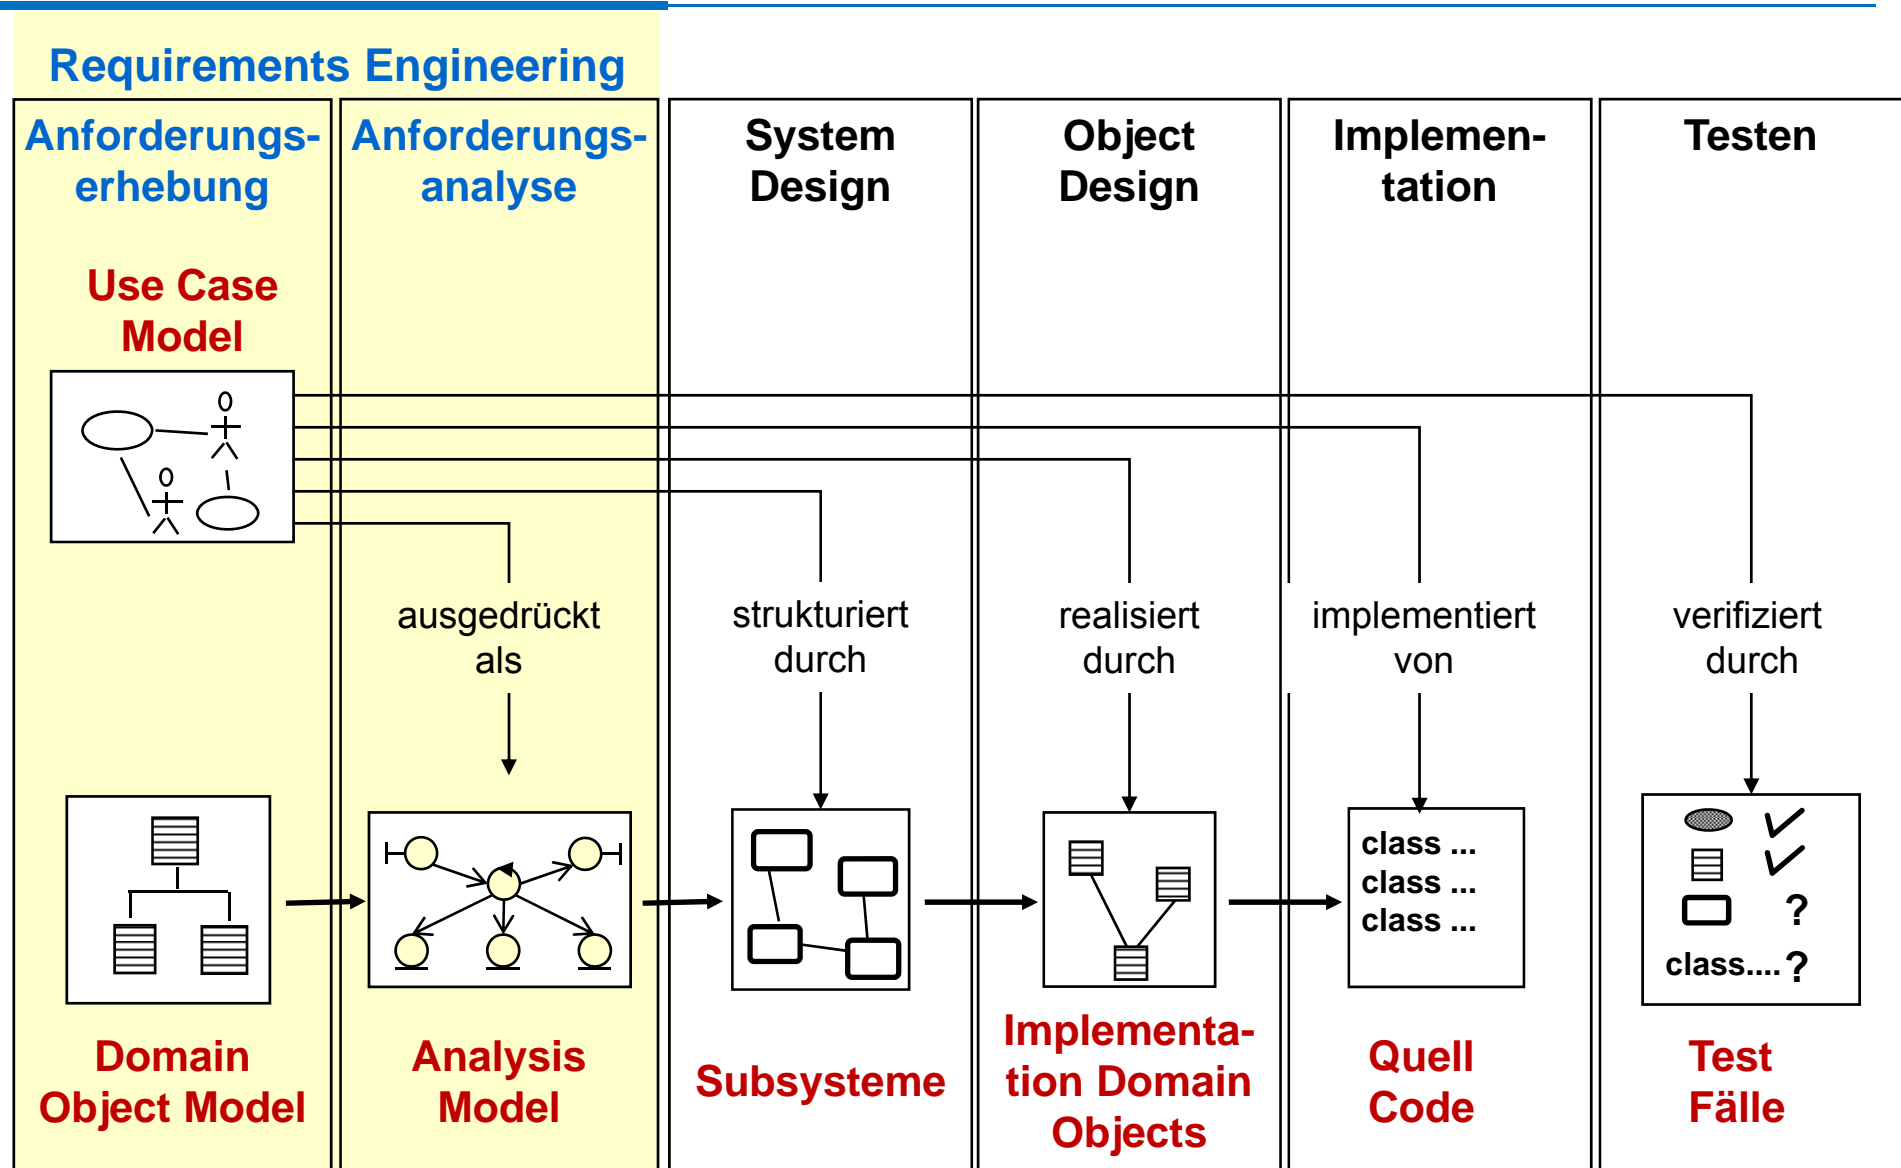 Requirements Engineering
Anforderungs-
erhebung
Anforderungs-
analyse
System
Design
Object
Design
Implemen-
tation
Testen
Use Case
Model
ausgedrückt
als
strukturiert
durch
realisiert
durch
implementiert
von
verifiziert
durch
class ...
class ...
class ...
?
class....?
Domain
Object Model
Analysis
Model
Subsysteme
Implementa-
tion Domain
Objects
Quell
Code
Test
Fälle